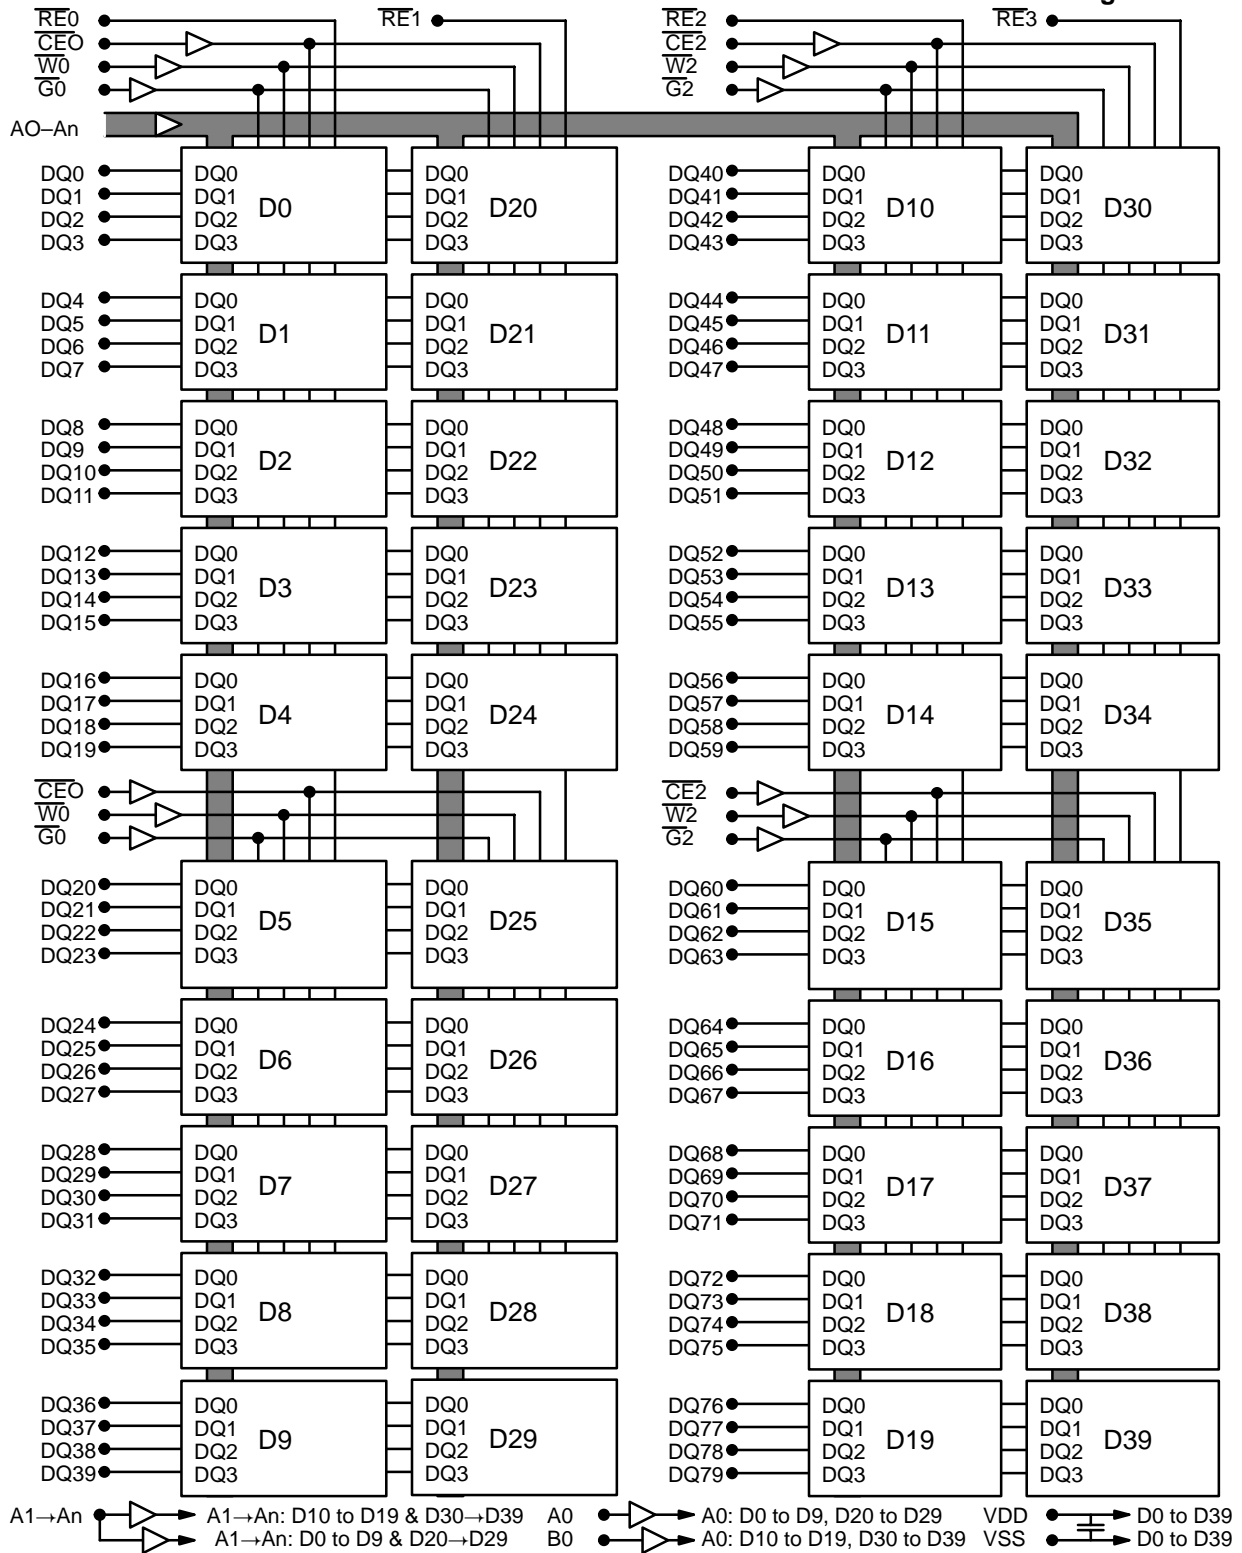 RE0 RE1 RE2 RE3
CEO CE2
W0 W2
G0 G2
AO–An
DQ0 DQ0 DQ0 DQ40 DQ0 DQ0
DQ1 DQ1 D0 DQ1 D20 DQ41 DQ1 D10 DQ1 D30
DQ2 DQ2 DQ2 DQ42 DQ2 DQ2
DQ3 DQ3 DQ3 DQ43 DQ3 DQ3
DQ4 DQ0 DQ0 DQ44 DQ0 DQ0
DQ5 DQ1 D1 DQ1 D21 DQ45 DQ1 D11 DQ1 D31
DQ6 DQ2 DQ2 DQ46 DQ2 DQ2
DQ7 DQ3 DQ3 DQ47 DQ3 DQ3
DQ8 DQ0 DQ0 DQ48 DQ0 DQ0
DQ9 DQ1 D2 DQ1 D22 DQ49 DQ1 D12 DQ1 D32
DQ10 DQ2 DQ2 DQ50 DQ2 DQ2
DQ11 DQ3 DQ3 DQ51 DQ3 DQ3
DQ12 DQ0 DQ0 DQ52 DQ0 DQ0
DQ13 DQ1 D3 DQ1 D23 DQ53 DQ1 D13 DQ1 D33
DQ14 DQ2 DQ2 DQ54 DQ2 DQ2
DQ15 DQ3 DQ3 DQ55 DQ3 DQ3
DQ16 DQ0 DQ0 DQ56 DQ0 DQ0
DQ17 DQ1 D4 DQ1 D24 DQ57 DQ1 D14 DQ1 D34
DQ18 DQ2 DQ2 DQ58 DQ2 DQ2
DQ19 DQ3 DQ3 DQ59 DQ3 DQ3
CEO CE2
W0 W2
G0 G2
DQ20 DQ0 DQ0 DQ60 DQ0 DQ0
DQ21 DQ1 D5 DQ1 D25 DQ61 DQ1 D15 DQ1 D35
DQ22 DQ2 DQ2 DQ62 DQ2 DQ2
DQ23 DQ3 DQ3 DQ63 DQ3 DQ3
DQ24 DQ0 DQ0 DQ64 DQ0 DQ0
DQ25 DQ1 D6 DQ1 D26 DQ65 DQ1 D16 DQ1 D36
DQ26 DQ2 DQ2 DQ66 DQ2 DQ2
DQ27 DQ3 DQ3 DQ67 DQ3 DQ3
DQ28 DQ0 DQ0 DQ68 DQ0 DQ0
DQ29 DQ1 D7 DQ1 D27 DQ69 DQ1 D17 DQ1 D37
DQ30 DQ2 DQ2 DQ70 DQ2 DQ2
DQ31 DQ3 DQ3 DQ71 DQ3 DQ3
DQ32 DQ0 DQ0 DQ72 DQ0 DQ0
DQ33 DQ1 D8 DQ1 D28 DQ73 DQ1 D18 DQ1 D38
DQ34 DQ2 DQ2 DQ74 DQ2 DQ2
DQ35 DQ3 DQ3 DQ75 DQ3 DQ3
DQ36 DQ0 DQ0 DQ76 DQ0 DQ0
DQ37 DQ1 D9 DQ1 D29 DQ77 DQ1 D19 DQ1 D39
DQ38 DQ2 DQ2 DQ78 DQ2 DQ2
DQ39 DQ3 DQ3 DQ79 DQ3 DQ3
A1→An A1→An: D10 to D19 & D30→D39 A0 A0: D0 to D9, D20 to D29 VDD D0 to D39
A1→An: D0 to D9 & D20→D29 B0 A0: D10 to D19, D30 to D39 VSS D0 to D39